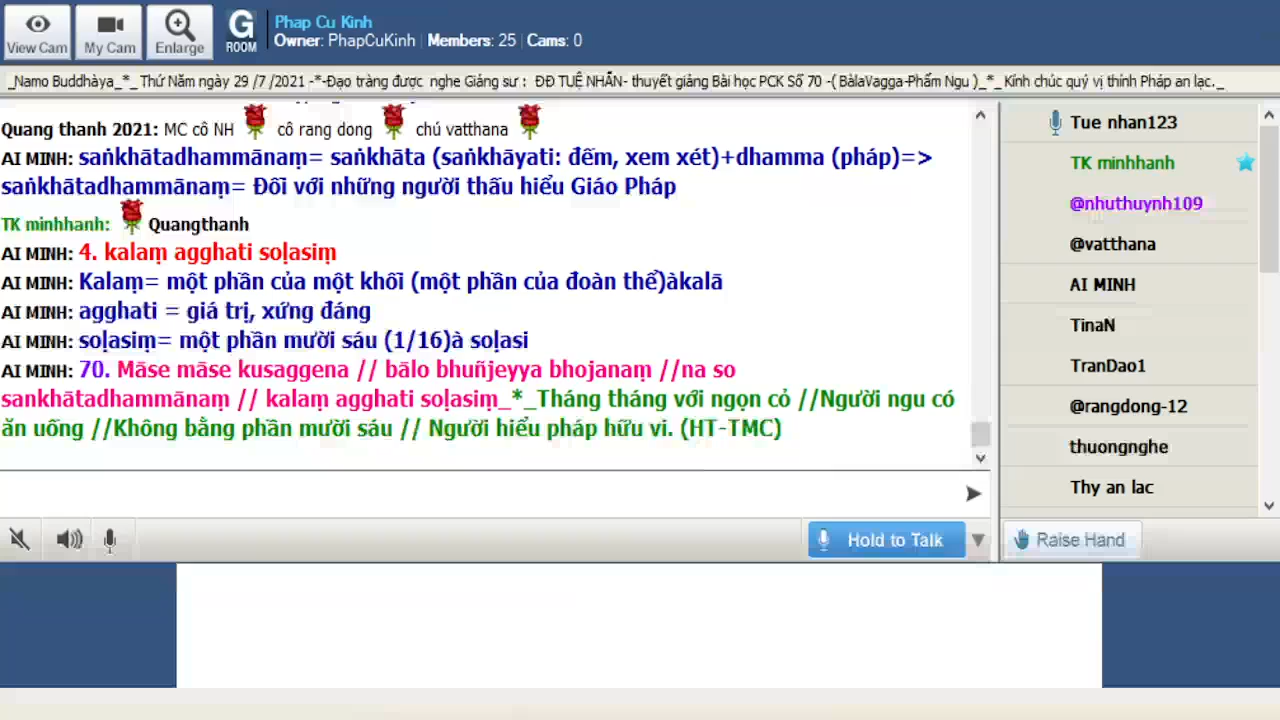 View Cam
My Cam
Enlarge
G
ROOM
Phap Cu Kinh
Owner: PhapCuKinh | Members: 25 | Cams: 0
_Namo Buddhàya_*_ Thứ Năm ngày 29 /7 /2021 -*-Đạo tràng được nghe Giảng sư : ĐĐ TUỆ NHẪN- thuyết giảng Bài học PCK Số 70 -( BàlaVagga-Phẩm Ngu )_*_ Kính chúc quý vị thính Pháp an lạc._
Quang thanh 2021: MC cô NH cô rang dong chú vatthana
AI MINH: saṅkhātadhammānaṃ= saṅkhāta (saṅkhāyati: đếm, xem xét)+dhamma (pháp)=>
saṅkhātadhammānaṃ= Đối với những người thấu hiểu Giáo Pháp
TK minhhanh: Quangthanh
AI MINH: 4. kalaṃ agghati soḷasiṃ
AI MINH: Kalaṃ= một phần của một khối (một phần của đoàn thể)àkalā
AI MINH: agghati = giá trị, xứng đáng
AI MINH: soḷasiṃ= một phần mười sáu (1/16)à soḷasi
AI MINH: 70. Māse māse kusaggena // bālo bhuñjeyya bhojanaṃ //na so
sankhātadhammānaṃ // kalaṃ agghati soḷasiṃ_*_Tháng tháng với ngọn cỏ //Người ngu có
ăn uống //Không bằng phần mười sáu // Người hiểu pháp hữu vi. (HT-TMC)
Tue nhan123
TK minhhanh
@nhuthuynh109
@vatthana
AI MINH
TinaN
TranDao1
@rangdong-12
thuongnghe
Thy an lac
Hold to Talk
Raise Hand